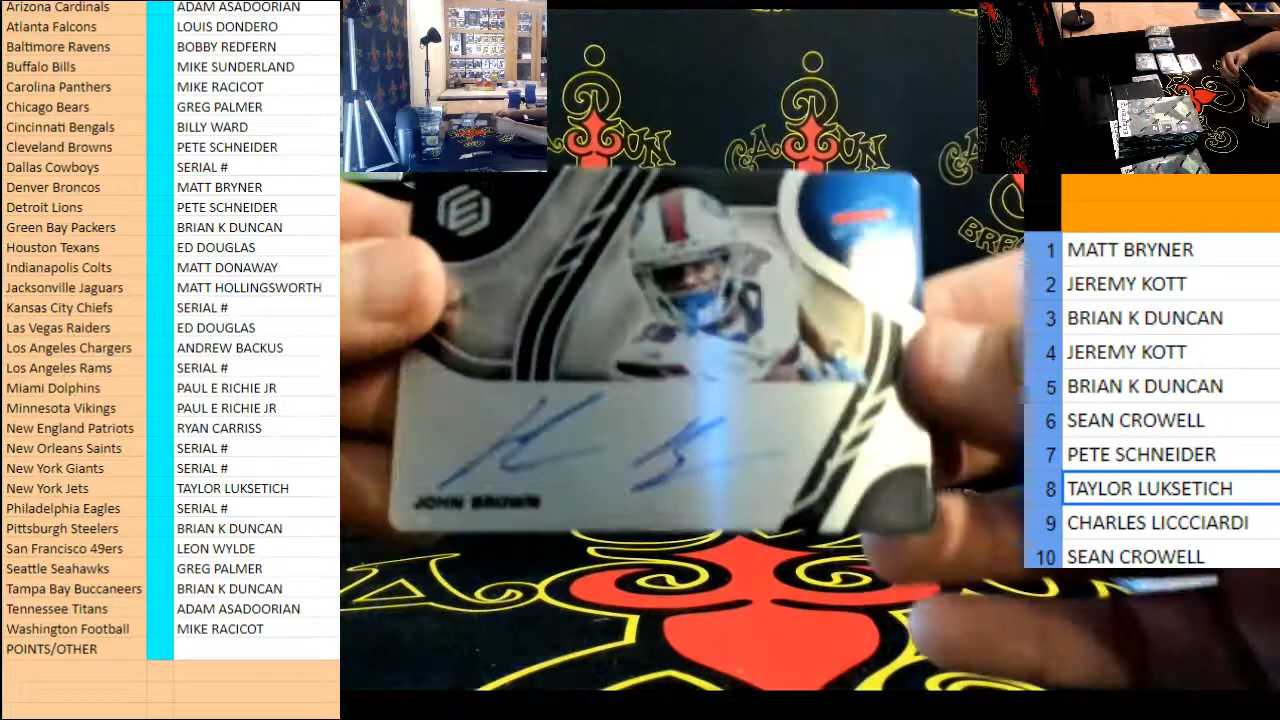 Arizona Cardinals ADAM ASADOORIAN
Atlanta Falcons LOUIS DONDERO
Baltimore Ravens BOBBY REDFERN
Buffalo Bills MIKE SUNDERLAND
Carolina Panthers MIKE RACICOT
Chicago Bears GREG PALMER
Cincinnati Bengals BILLY WARD
Cleveland Browns PETE SCHNEIDER
Dallas Cowboys SERIAL #
Denver Broncos MATT BRYNER
Detroit Lions PETE SCHNEIDER
Green Bay Packers BRIAN K DUNCAN
Houston Texans ED DOUGLAS
Indianapolis Colts MATT DONAWAY
Jacksonville Jaguars MATT HOLLINGSWORTH
Kansas City Chiefs SERIAL #
Las Vegas Raiders ED DOUGLAS
Los Angeles Chargers ANDREW BACKUS
Los Angeles Rams SERIAL #
Miami Dolphins PAUL E RICHIE JR
Minnesota Vikings PAUL E RICHIE JR
New England Patriots RYAN CARRISS
New Orleans Saints SERIAL #
New York Giants SERIAL #
New York Jets TAYLOR LUKSETICH
Philadelphia Eagles SERIAL #
Pittsburgh Steelers BRIAN K DUNCAN
San Francisco 49ers LEON WYLDE
Seattle Seahawks GREG PALMER
Tampa Bay Buccaneers BRIAN K DUNCAN
Tennessee Titans ADAM ASADOORIAN
Washington Football MIKE RACICOT
POINTS/OTHER
JOHN BROWN
1 MATT BRYNER
2 JEREMY KOTT
3 BRIAN K DUNCAN
4 JEREMY KOTT
5 BRIAN K DUNCAN
6 SEAN CROWELL
7 PETE SCHNEIDER
8 TAYLOR LUKSETICH
9 CHARLES LICCCIARDI
10 SEAN CROWELL